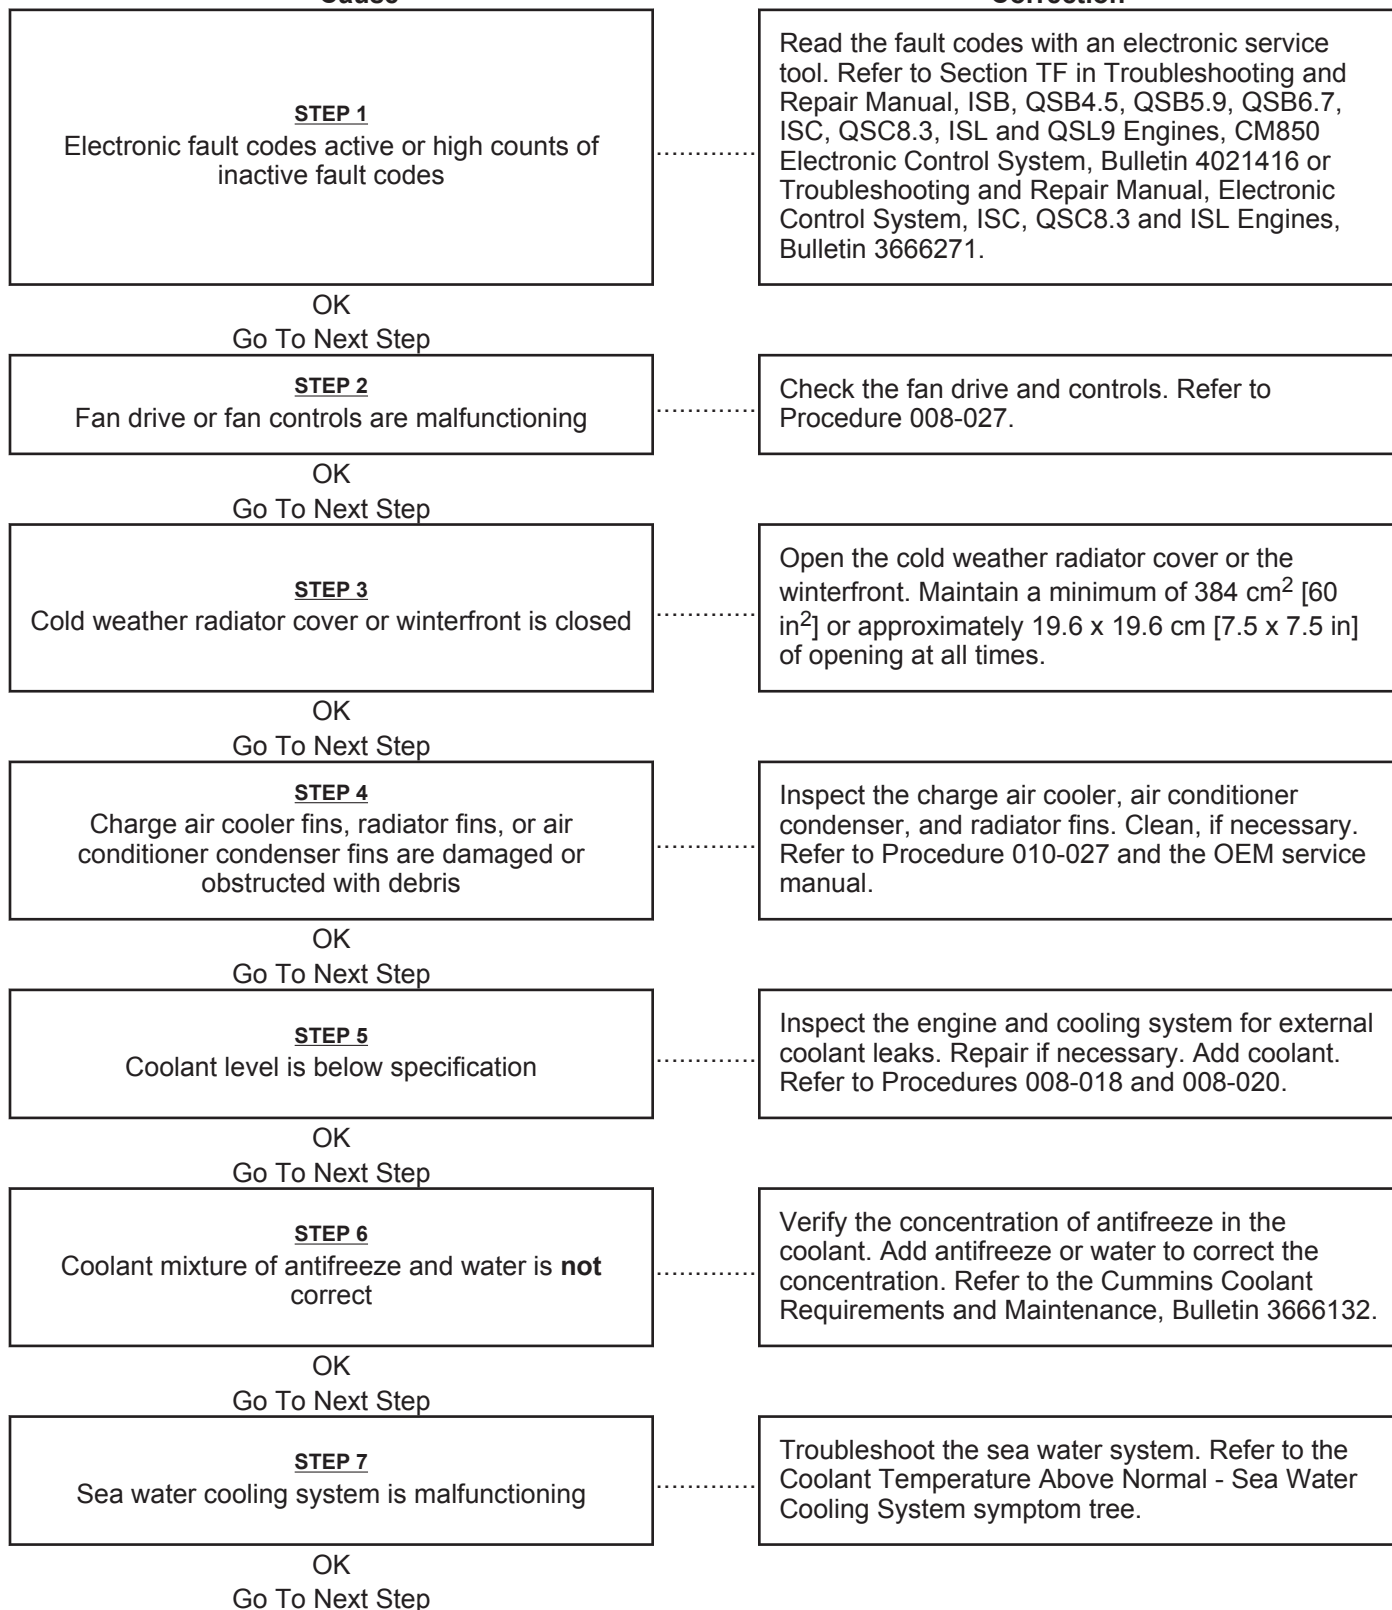 Cause
Correction
STEP 1
Electronic fault codes active or high counts of
inactive fault codes
..............
Read the fault codes with an electronic service
tool. Refer to Section TF in Troubleshooting and
Repair Manual, ISB, QSB4.5, QSB5.9, QSB6.7,
ISC, QSC8.3, ISL and QSL9 Engines, CM850
Electronic Control System, Bulletin 4021416 or
Troubleshooting and Repair Manual, Electronic
Control System, ISC, QSC8.3 and ISL Engines,
Bulletin 3666271.
OK
Go To Next Step
STEP 2
Fan drive or fan controls are malfunctioning
..............
Check the fan drive and controls. Refer to
Procedure 008-027.
OK
Go To Next Step
STEP 3
Cold weather radiator cover or winterfront is closed
..............
Open the cold weather radiator cover or the
winterfront. Maintain a minimum of 384 cm2 [60
in2] or approximately 19.6 x 19.6 cm [7.5 x 7.5 in]
of opening at all times.
OK
Go To Next Step
STEP 4
Charge air cooler fins, radiator fins, or air
conditioner condenser fins are damaged or
obstructed with debris
..............
Inspect the charge air cooler, air conditioner
condenser, and radiator fins. Clean, if necessary.
Refer to Procedure 010-027 and the OEM service
manual.
OK
Go To Next Step
STEP 5
Coolant level is below specification
..............
Inspect the engine and cooling system for external
coolant leaks. Repair if necessary. Add coolant.
Refer to Procedures 008-018 and 008-020.
OK
Go To Next Step
STEP 6
Coolant mixture of antifreeze and water is not
correct
..............
Verify the concentration of antifreeze in the
coolant. Add antifreeze or water to correct the
concentration. Refer to the Cummins Coolant
Requirements and Maintenance, Bulletin 3666132.
OK
Go To Next Step
STEP 7
Sea water cooling system is malfunctioning
..............
Troubleshoot the sea water system. Refer to the
Coolant Temperature Above Normal - Sea Water
Cooling System symptom tree.
OK
Go To Next Step